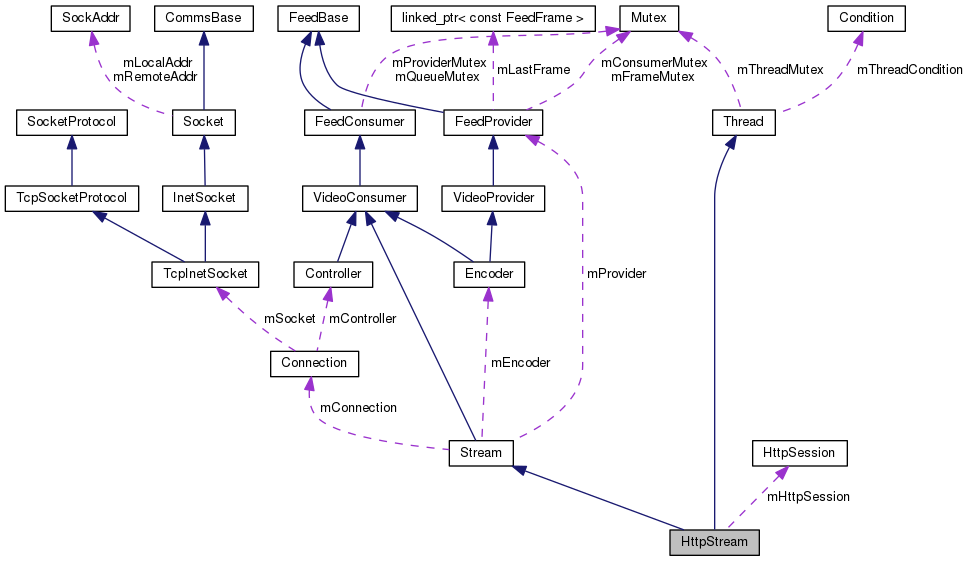 SockAddr
CommsBase
FeedBase
linked_ptr< const FeedFrame >
Mutex
Condition
mLocalAddr
mRemoteAddr
mProviderMutex
mQueueMutex
mLastFrame
mConsumerMutex
mFrameMutex
mThreadMutex
mThreadCondition
SocketProtocol
Socket
FeedConsumer
FeedProvider
Thread
TcpSocketProtocol
InetSocket
VideoConsumer
VideoProvider
TcpInetSocket
Controller
Encoder
mProvider
mSocket
mController
Connection
mEncoder
mConnection
Stream
HttpSession
mHttpSession
HttpStream